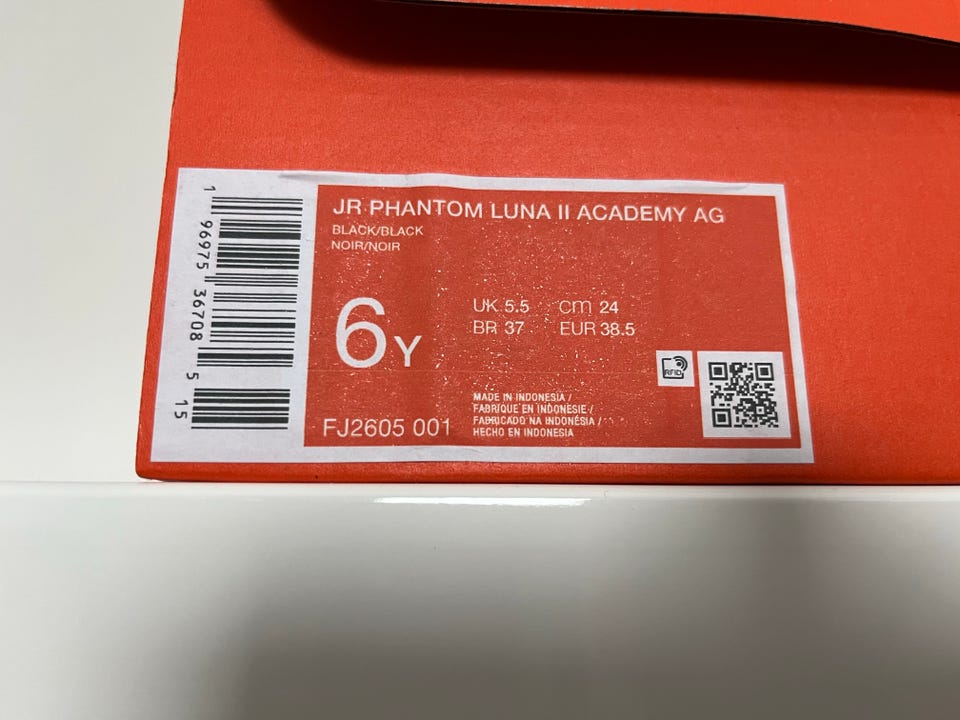 JR PHANTOM LUNA II ACADEMY AG
BLACK/BLACK
NOIR/NOIR
6Y
UK 5.5 cm 24
BR 37 EUR 38.5
RFID
MADE IN INDONESIA /
FABRIQUE EN INDONESIE /
FABRICADO NA INDONÉSIA /
HECHO EN INDONESIA
FJ2605 001
1 96975 36708 5 15